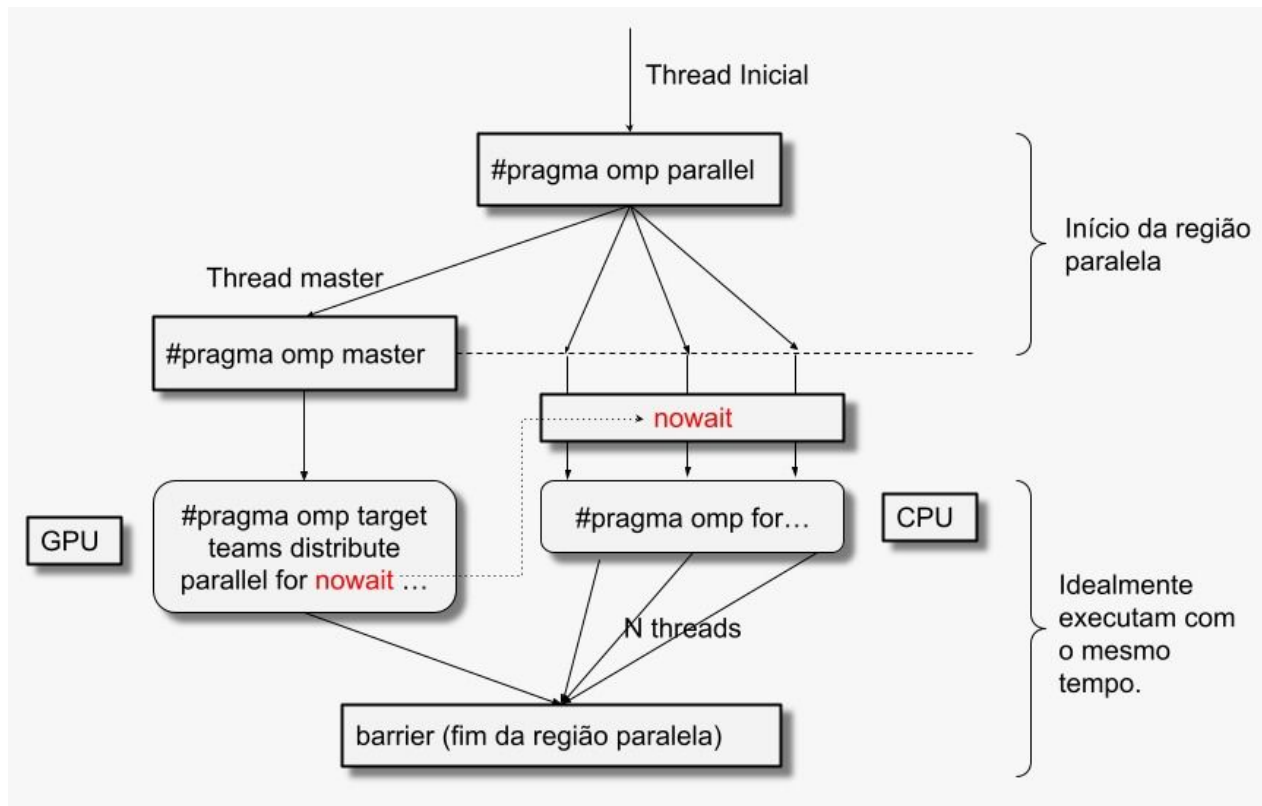 Thread Inicial
#pragma omp parallel
Início da região
paralela
Thread master
#pragma omp master
nowait
GPU
#pragma omp target
teams distribute
parallel for nowait ...
#pragma omp for…
CPU
N threads
Idealmente
executam com
o mesmo
tempo.
barrier (fim da região paralela)